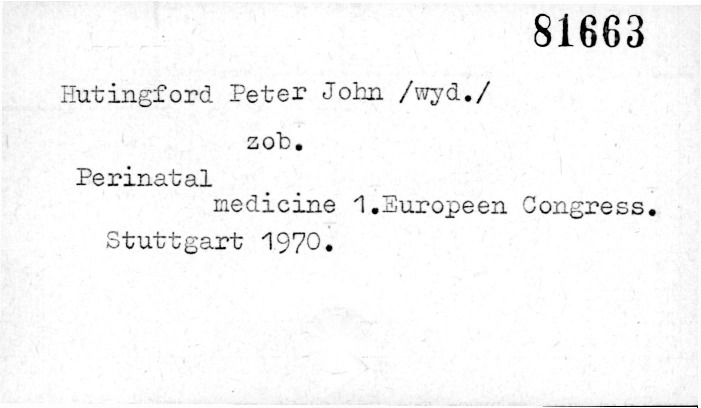 81663
Hutingford Peter John /wyd./
zob.
Perinatal
medicine 1.Europeen Congress.
Stuttgart 1970.